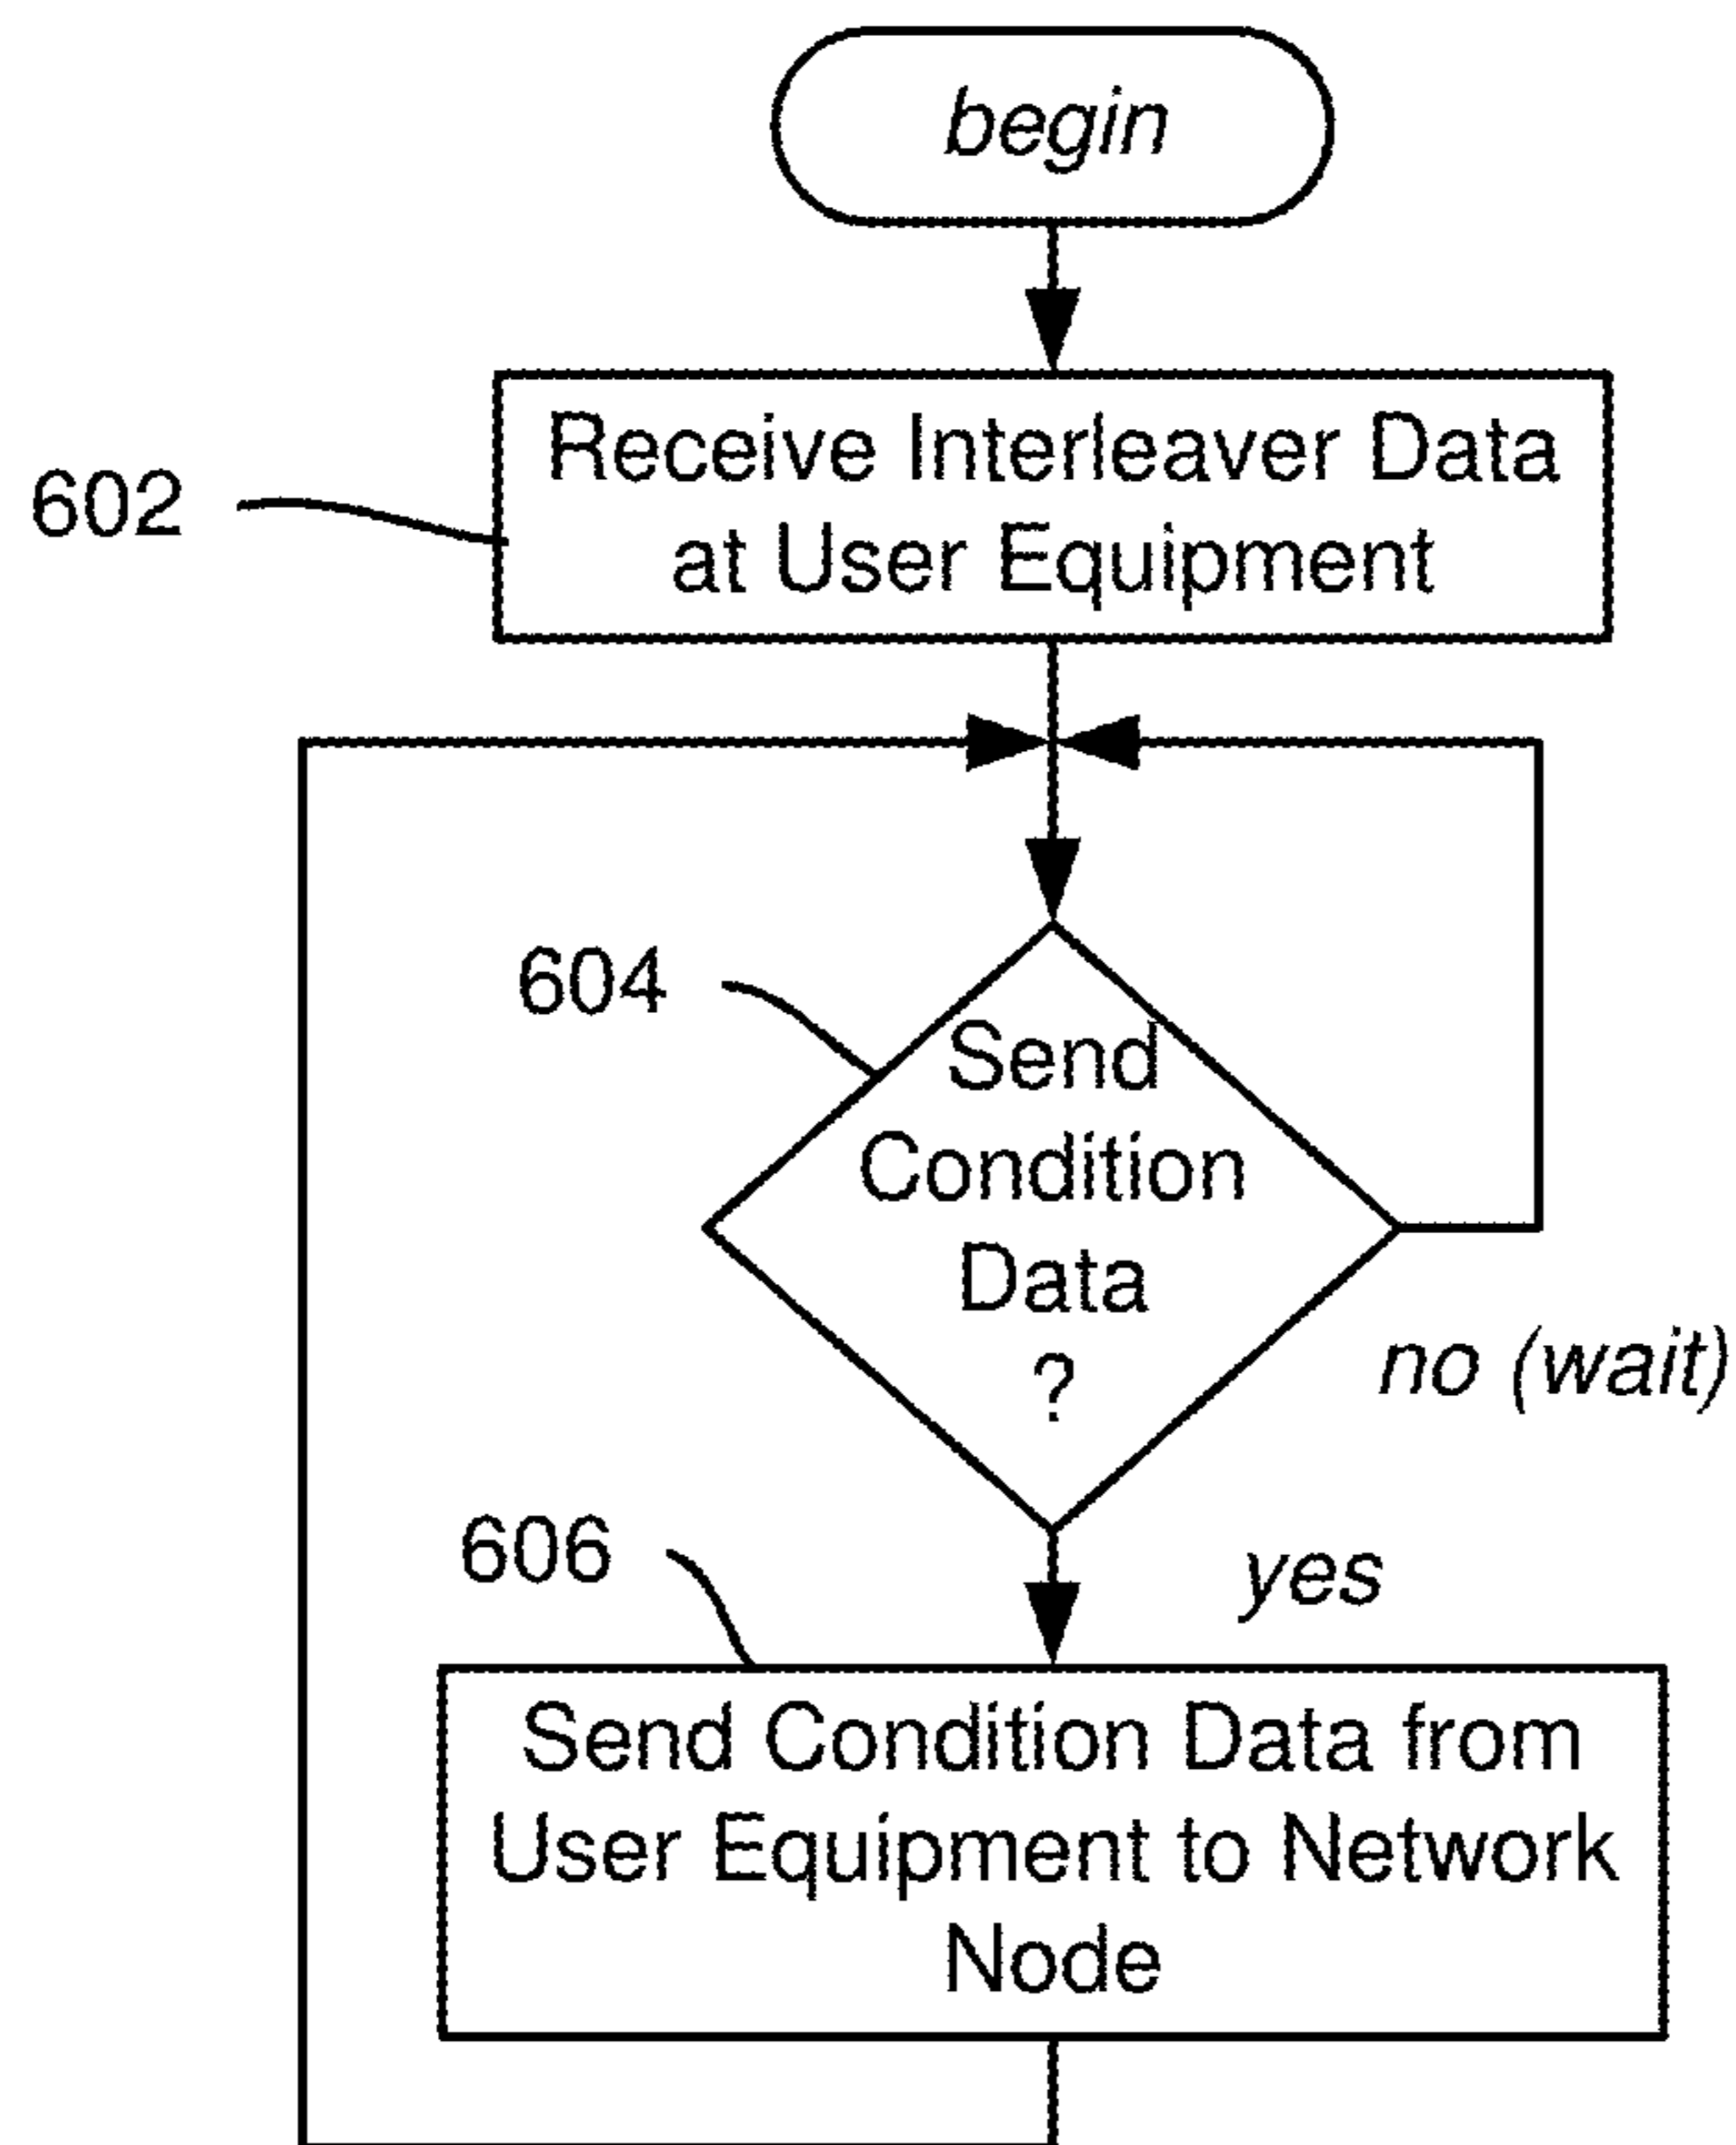 begin
Receive Interleaver Data
at User Equipment
602
604
Send
Condition
Data
?
no (wait)
yes
606
Send Condition Data from
User Equipment to Network
Node